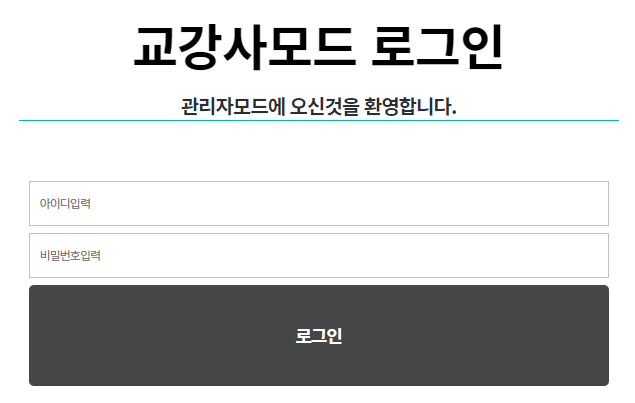 교강사모드 로그인
관리자모드에 오신것을 환영합니다.
아이디입력
비밀번호입력
로그인